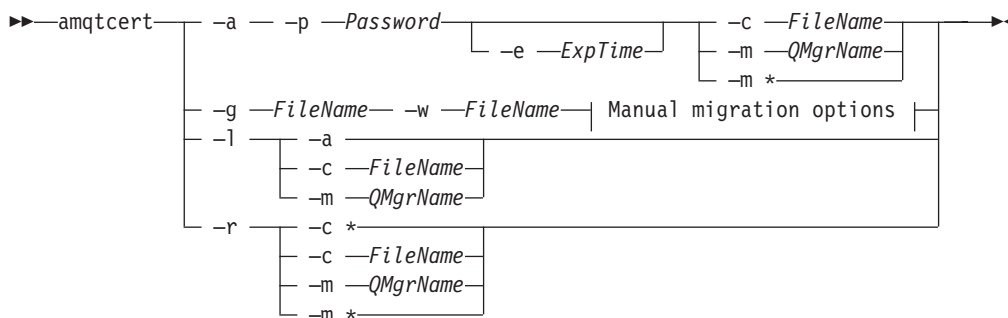 amqtcert –a –p Password –c FileName
–e ExpTime –m QMgrName
–m *
–g FileName –w FileName Manual migration options
–l –a
–c FileName
–m QMgrName
–r –c *
–c FileName
–m QMgrName
–m *